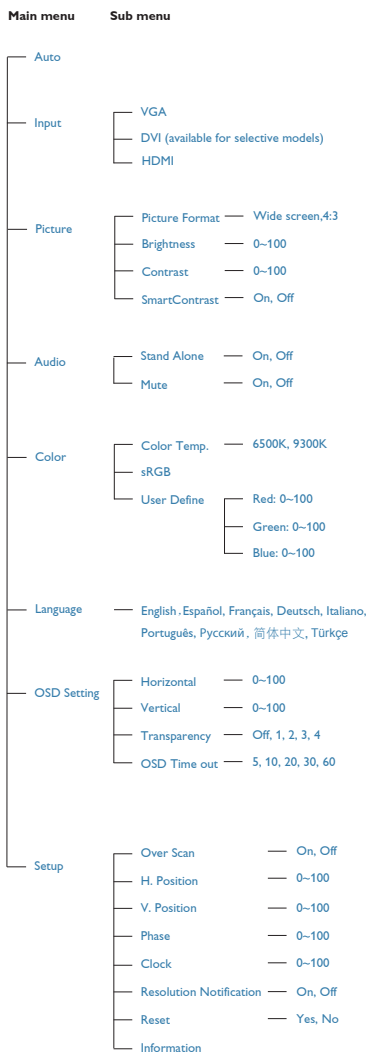 Main menu Sub menu
Auto
Input
VGA
DVI (available for selective models)
HDMI
Picture
Picture Format Wide screen,4:3
Brightness 0~100
Contrast 0~100
SmartContrast On, Off
Audio
Stand Alone On, Off
Mute On, Off
Color
Color Temp. 6500K, 9300K
sRGB
User Define Red: 0~100
Green: 0~100
Blue: 0~100
Language English, Español, Français, Deutsch, Italiano,
Português, Русский, 简体中文, Türkçe
OSD Setting
Horizontal 0~100
Vertical 0~100
Transparency Off, 1, 2, 3, 4
OSD Time out 5, 10, 20, 30, 60
Setup
Over Scan On, Off
H. Position 0~100
V. Position 0~100
Phase 0~100
Clock 0~100
Resolution Notification On, Off
Reset Yes, No
Information